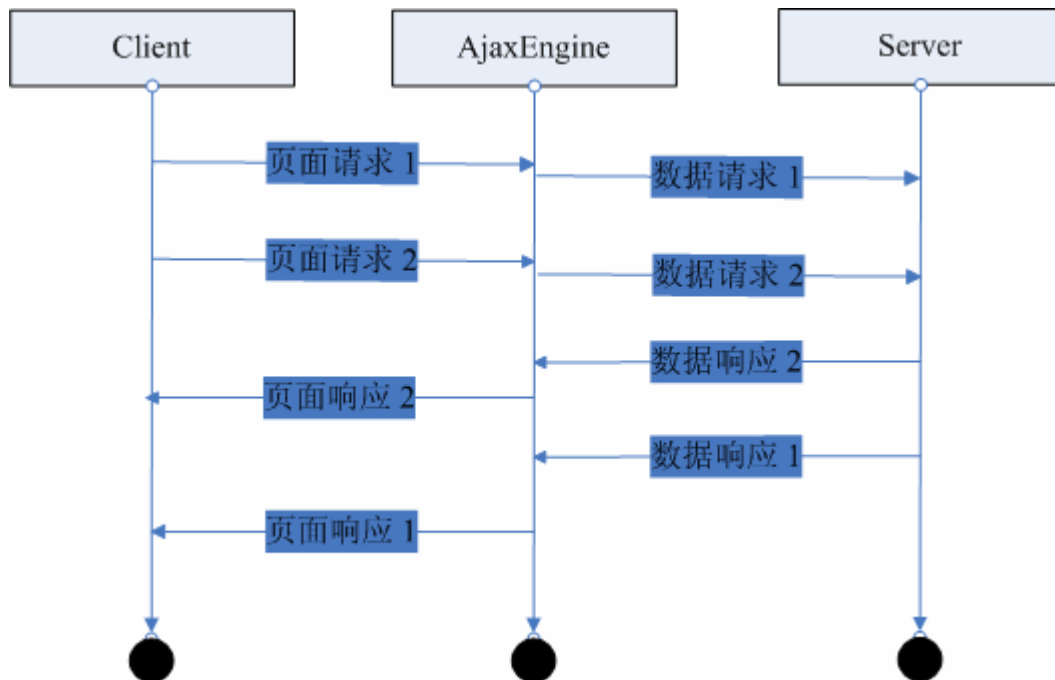 Client
AjaxEngine
Server
页面请求 1
数据请求 1
页面请求 2
数据请求 2
数据响应 2
页面响应 2
数据响应 1
页面响应 1